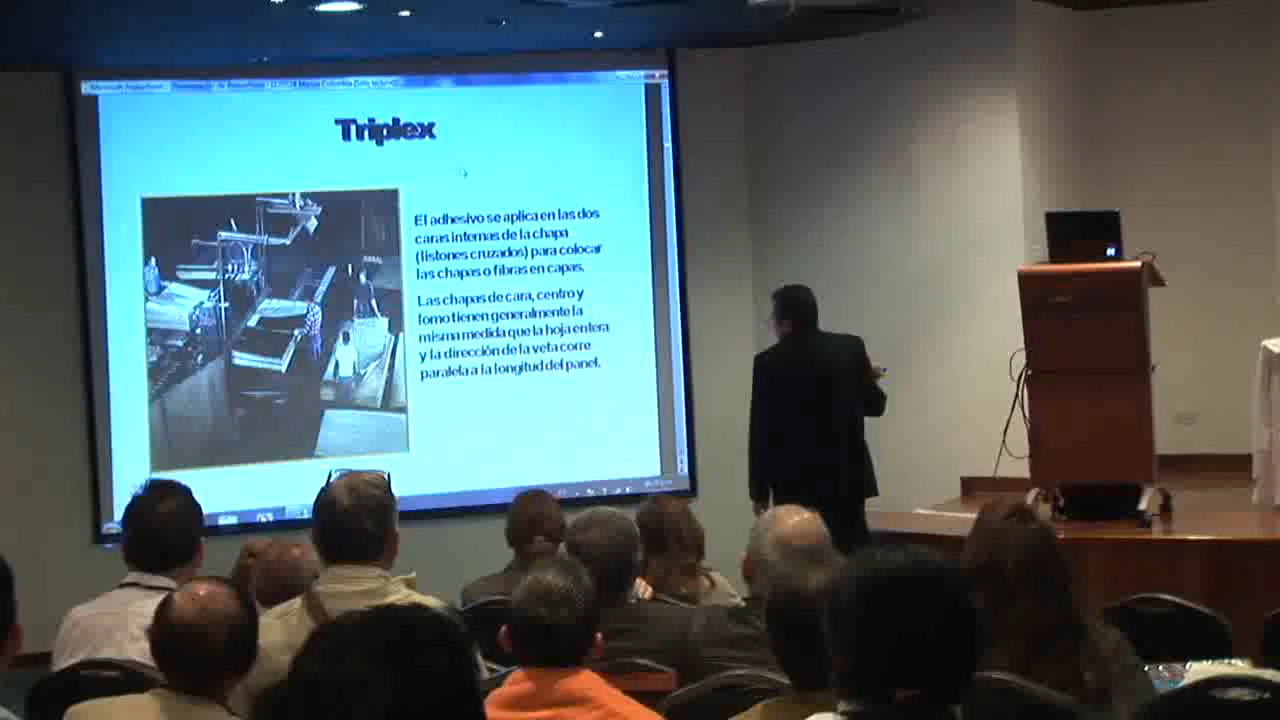 Triplex
El adhesivo se aplica en las dos
caras internas de la chapa
(listones cruzados) para colocar
las chapas o fibras en capas.
Las chapas de cara, centro y
lomo tienen generalmente la
misma medida que la hoja entera
y la dirección de la veta corre
paralela a la longitud del panel.